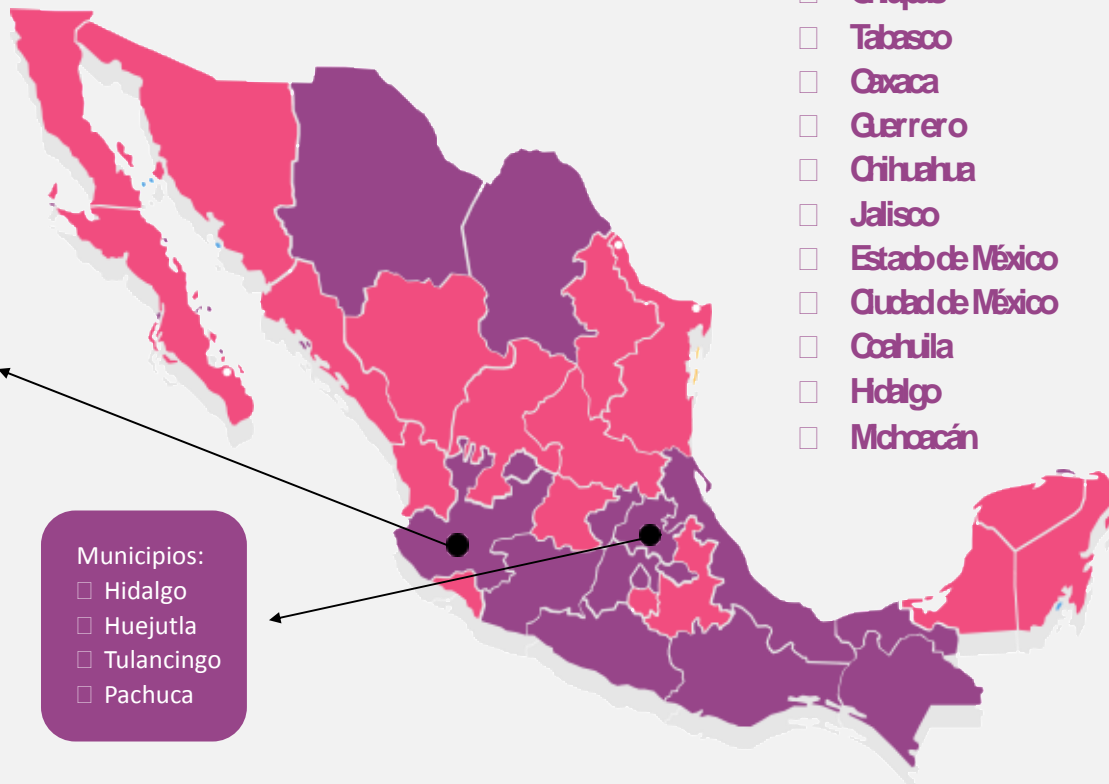 Chiapas
Tabasco
Oaxaca
Guerrero
Chihuahua
Jalisco
Estado de México
Ciudad de México
Coahuila
Hidalgo
Michoacán
Municipios:
Hidalgo
Huejutla
Tulancingo
Pachuca